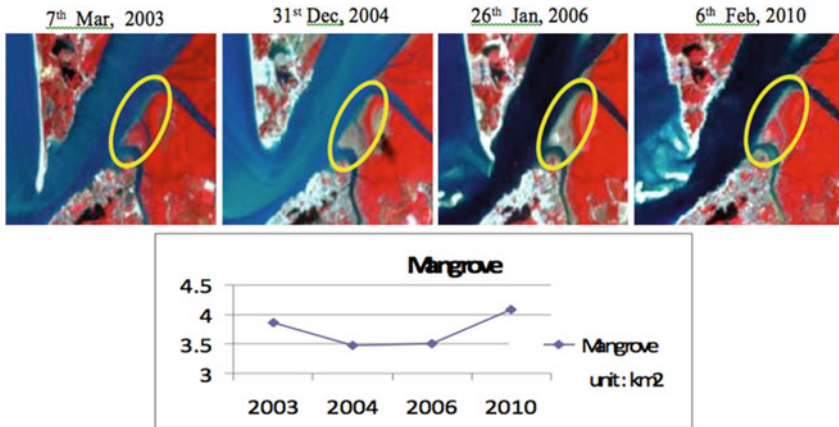 7th Mar, 2003
31st Dec, 2004
26th Jan, 2006
6th Feb, 2010
Mangrove
4.5
4
3.5
3
2003 2004 2006 2010
Mangrove
unit : km2